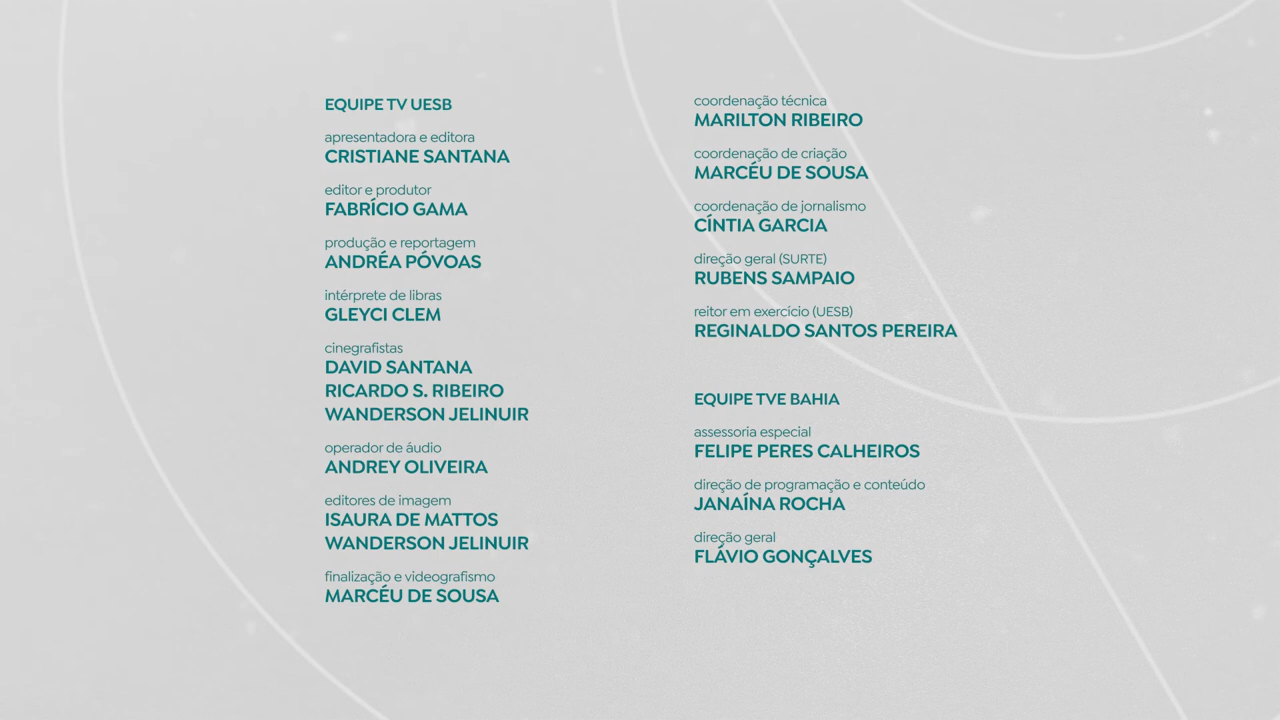 EQUIPE TV UESB
apresentadora e editora
CRISTIANE SANTANA
editor e produtor
FABRÍCIO GAMA
produção e reportagem
ANDRÉA PÓVOAS
intérprete de libras
GLEYCI CLEM
cinegrafistas
DAVID SANTANA
RICARDO S. RIBEIRO
WANDERSON JELINUIR
operador de áudio
ANDREY OLIVEIRA
editores de imagem
ISAURA DE MATTOS
WANDERSON JELINUIR
finalização e videografismo
MARCÉU DE SOUSA
coordenação técnica
MARILTON RIBEIRO
coordenação de criação
MARCÉU DE SOUSA
coordenação de jornalismo
CÍNTIA GARCIA
direção geral (SURTE)
RUBENS SAMPAIO
reitor em exercício (UESB)
REGINALDO SANTOS PEREIRA
EQUIPE TVE BAHIA
assessoria especial
FELIPE PERES CALHEIROS
direção de programação e conteúdo
JANAÍNA ROCHA
direção geral
FLÁVIO GONÇALVES